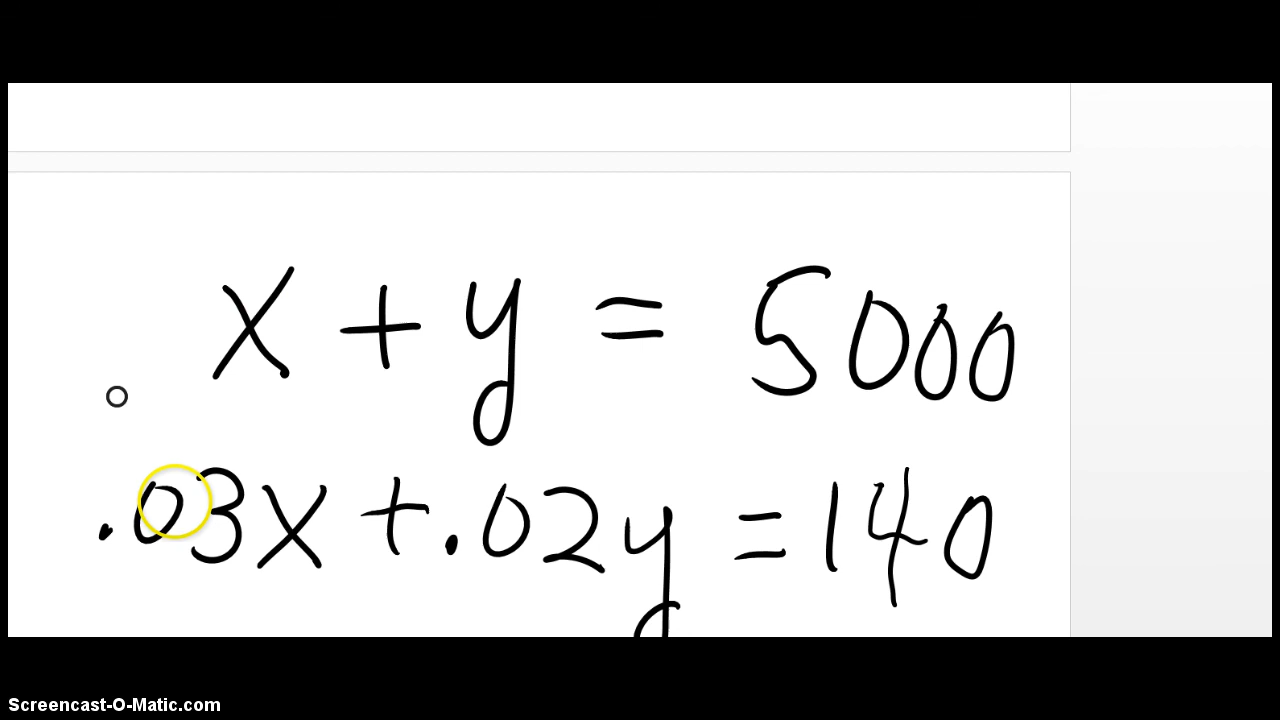 x + y = 5000
.03x + .02y = 140
Screencast-O-Matic.com